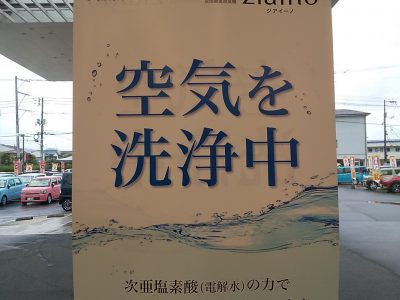 ziaino
ジアイーノ
空気を
洗浄中
次亜塩素酸(電解水)の力で